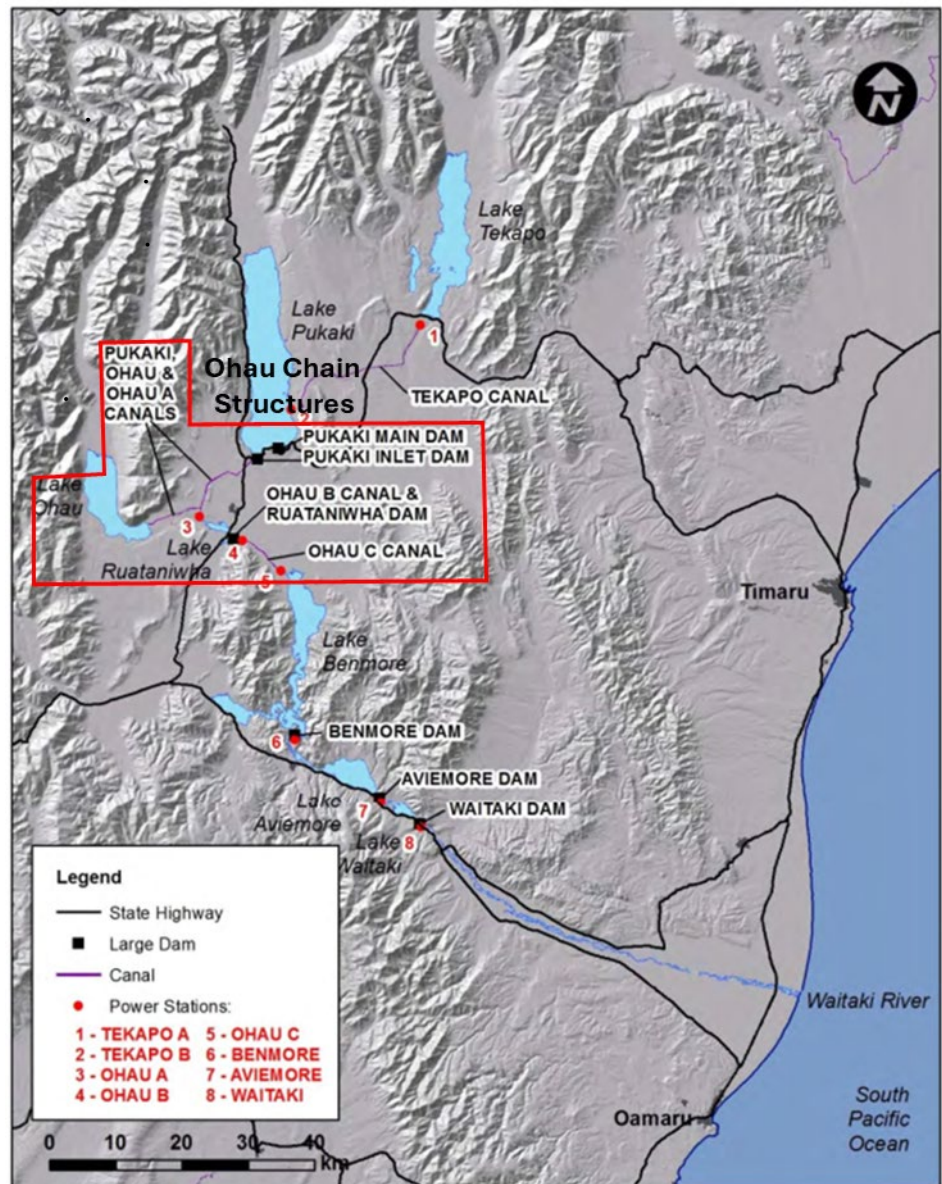 N
Lake
Tekapo
Lake
Pukaki
1
PUKAKI,
OHAU &
OHAU A
CANALS
Ohau Chain
Structures
2
TEKAPO CANAL
PUKAKI MAIN DAM
PUKAKI INLET DAM
Lake
Ohau
OHAU B CANAL &
RUATANIWHA DAM
3
4
Lake
Ruataniwha
OHAU C CANAL
5
Timaru
Lake
Benmore
BENMORE DAM
6
AVIEMORE DAM
Lake
Aviemore
7
WAITAKI DAM
8
Lake
Waitaki
Legend
State Highway
Large Dam
Canal
Power Stations:
1 - TEKAPO A 5 - OHAU C
2 - TEKAPO B 6 - BENMORE
3 - OHAU A 7 - AVIEMORE
4 - OHAU B 8 - WAITAKI
Waitaki River
Oamaru
South
Pacific
Ocean
0 10 20 30 40
km